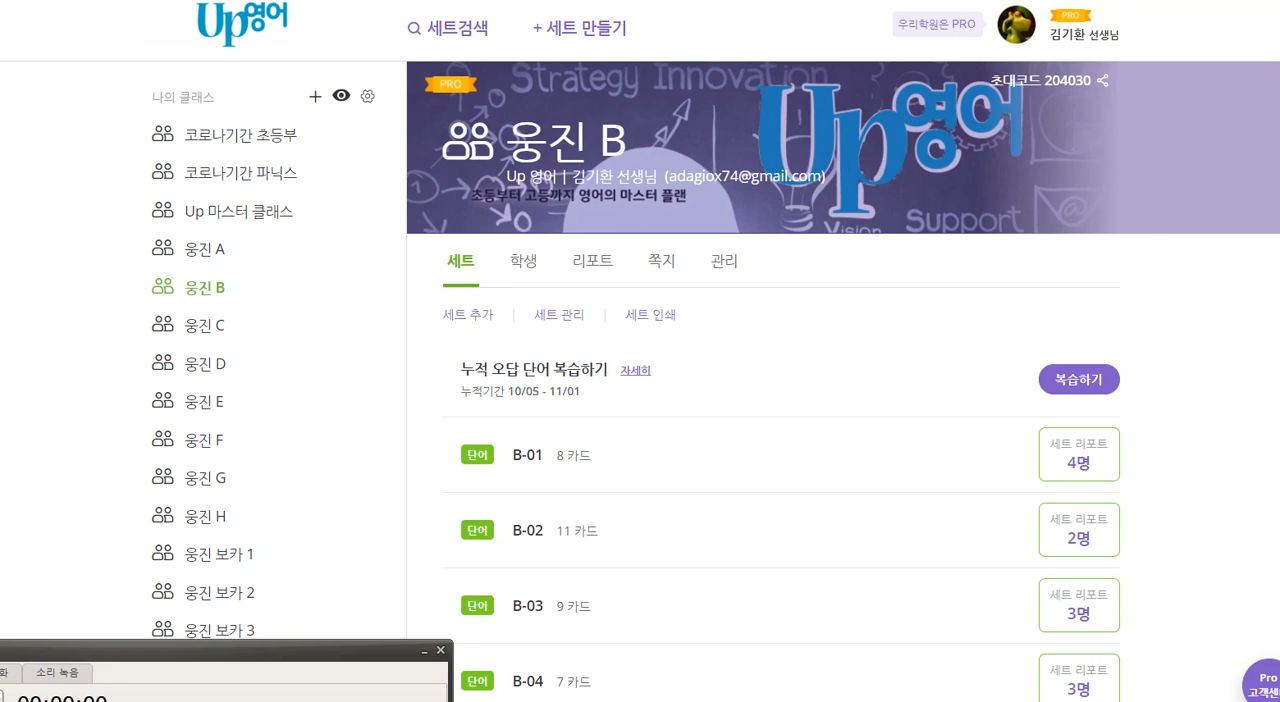 Up영어
세트검색
+ 세트 만들기
우리학원은 PRO
PRO
김기환 선생님
나의 클래스
코로나기간 초등부
코로나기간 파닉스
Up 마스터 클래스
웅진 A
웅진 B
웅진 C
웅진 D
웅진 E
웅진 F
웅진 G
웅진 H
웅진 보카 1
웅진 보카 2
웅진 보카 3
PRO
Strategy Innovation
초대코드 204030
웅진 B
Up영어
Up 영어 | 김기환 선생님 (adagiox74@gmail.com)
초등부터 고등까지 영어의 마스터 플랜
Support
Vision
세트
학생
리포트
쪽지
관리
세트 추가 | 세트 관리 | 세트 인쇄
누적 오답 단어 복습하기 자세히
누적기간 10/05 - 11/01
복습하기
단어 B-01 8 카드
세트 리포트
4명
단어 B-02 11 카드
세트 리포트
2명
단어 B-03 9 카드
세트 리포트
3명
단어 B-04 7 카드
세트 리포트
3명
화
소리 녹음
00:00:00
Pro
고객센